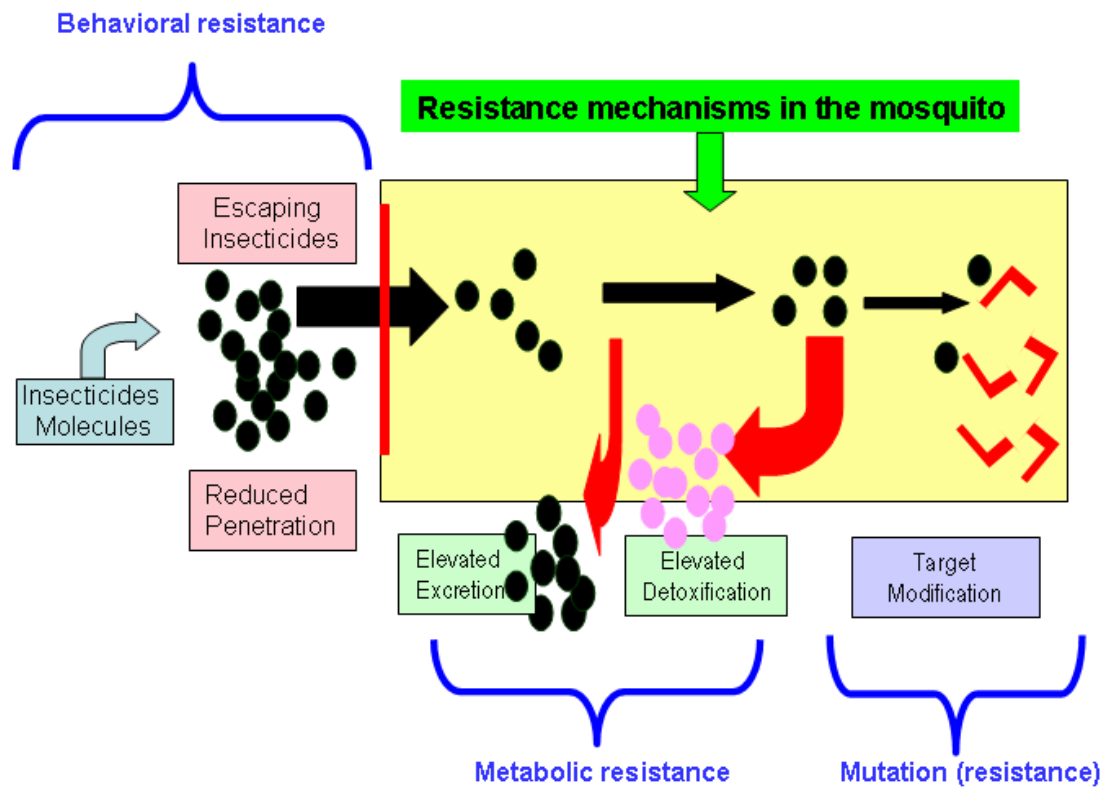 Behavioral resistance
Resistance mechanisms in the mosquito
Escaping
Insecticides
Insecticides
Molecules
Reduced
Penetration
Elevated
Excretion
Elevated
Detoxification
Target
Modification
Metabolic resistance
Mutation (resistance)